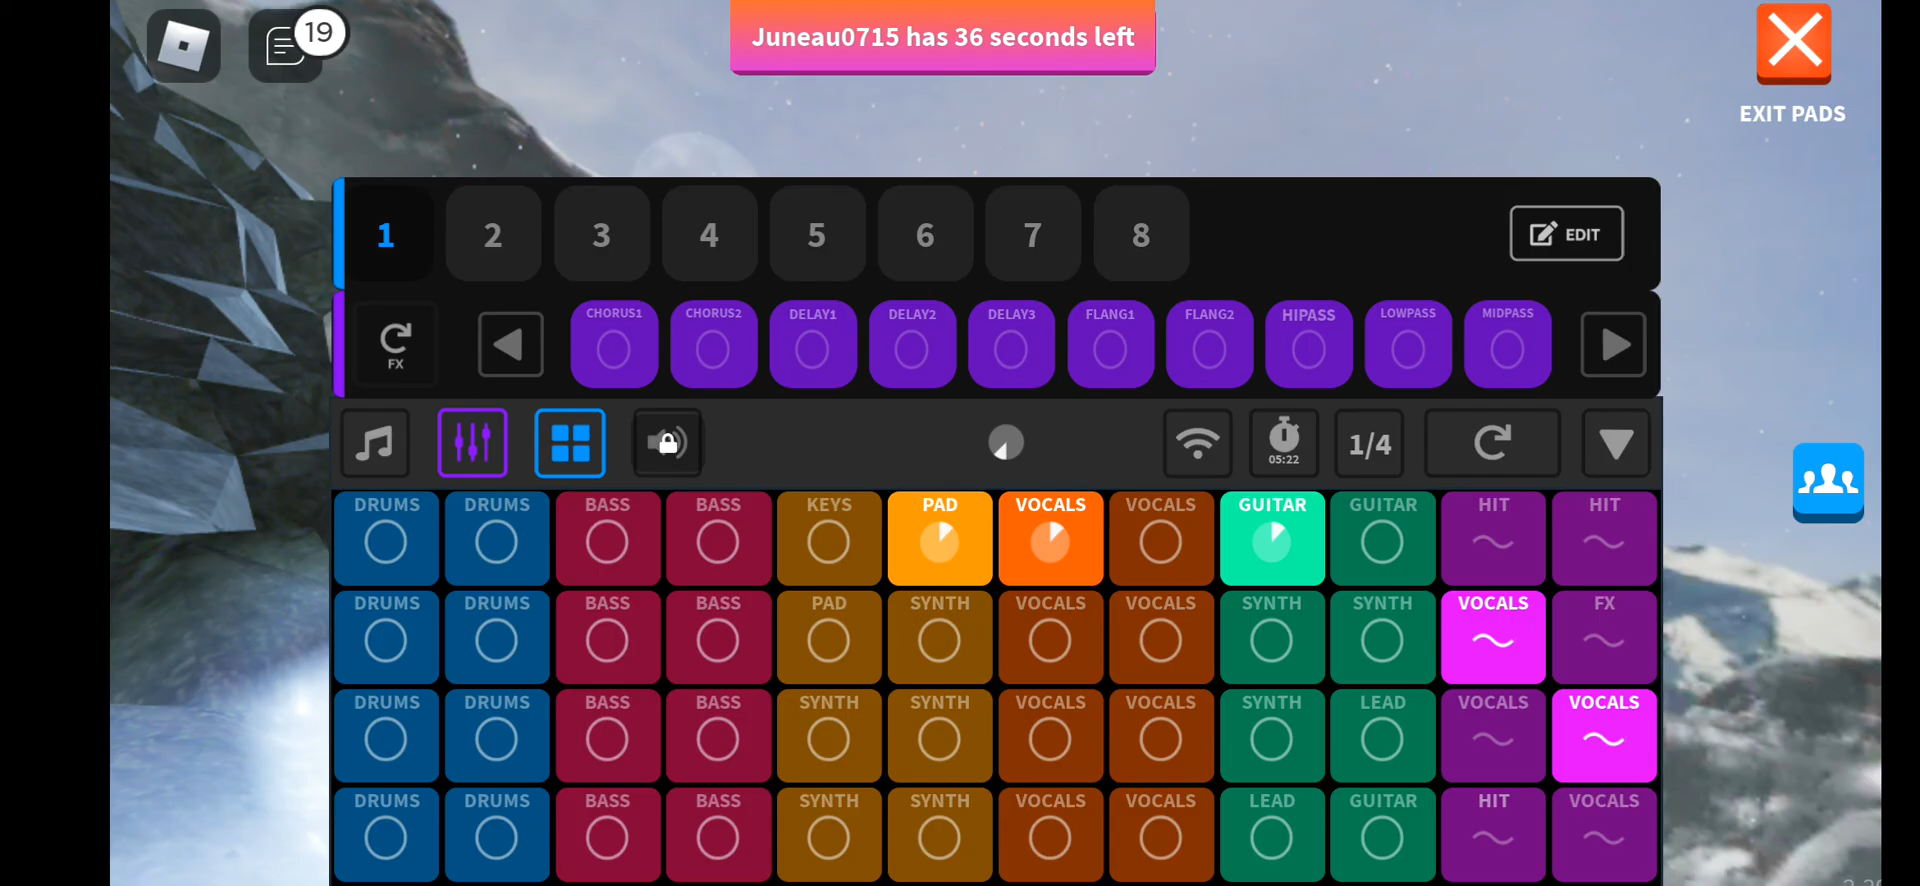 19
Juneau0715 has 36 seconds left
EXIT PADS
1 2 3 4 5 6 7 8 EDIT
FX CHORUS1 CHORUS2 DELAY1 DELAY2 DELAY3 FLANG1 FLANG2 HIPASS LOWPASS MIDPASS
05:22 1/4
DRUMS DRUMS BASS BASS KEYS PAD VOCALS VOCALS GUITAR GUITAR HIT HIT
DRUMS DRUMS BASS BASS PAD SYNTH VOCALS VOCALS SYNTH SYNTH VOCALS FX
DRUMS DRUMS BASS BASS SYNTH SYNTH VOCALS VOCALS SYNTH LEAD VOCALS VOCALS
DRUMS DRUMS BASS BASS SYNTH SYNTH VOCALS VOCALS LEAD GUITAR HIT VOCALS